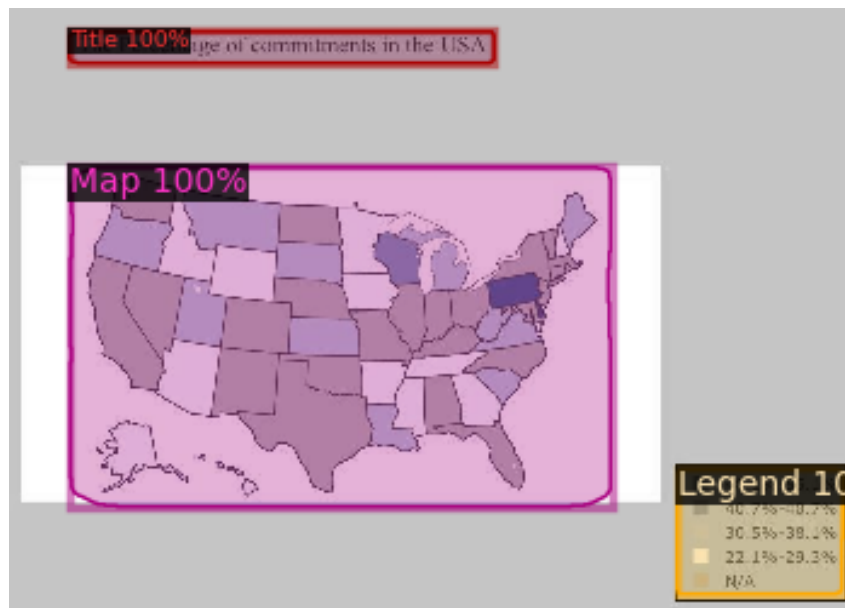 Title 100%
of commitments in the USA
Map 100%
Legend 10
30.5%-38.1%
22.1%-29.3%
N/A